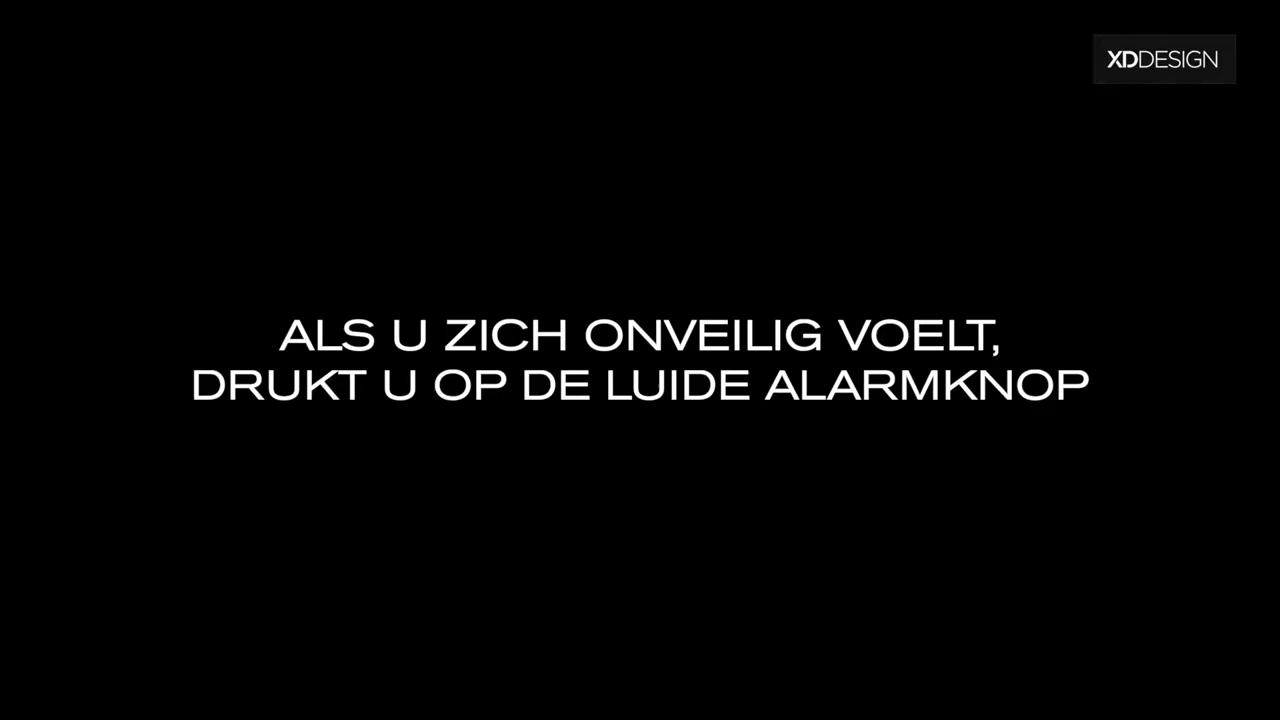 XDDESIGN
ALS U ZICH ONVEILIG VOELT,
DRUKT U OP DE LUIDE ALARMKNOP